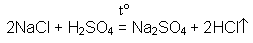 t°
2NaCl + H₂SO₄ = Na₂SO₄ + 2HCl↑